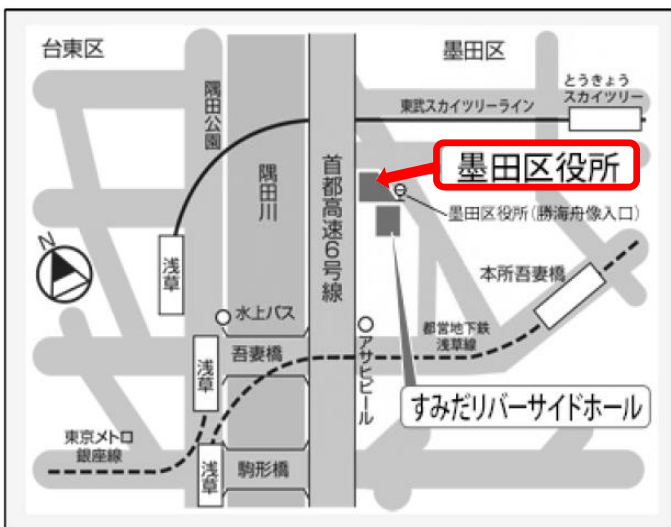 台東区
墨田区
とうきょう
スカイツリー
東武スカイツリーライン
隅田公園
隅田川
首都高速6号線
墨田区役所
墨田区役所(勝海舟像入口)
N
浅草
本所吾妻橋
水上バス
都営地下鉄
浅草線
吾妻橋
浅草
アサヒビール
すみだリバーサイドホール
東京メトロ
銀座線
浅草
駒形橋